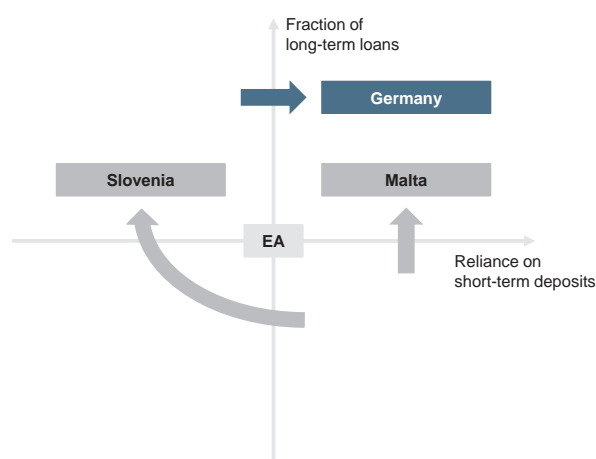 Fraction of
long-term loans
Germany
Slovenia
Malta
EA
Reliance on
short-term deposits